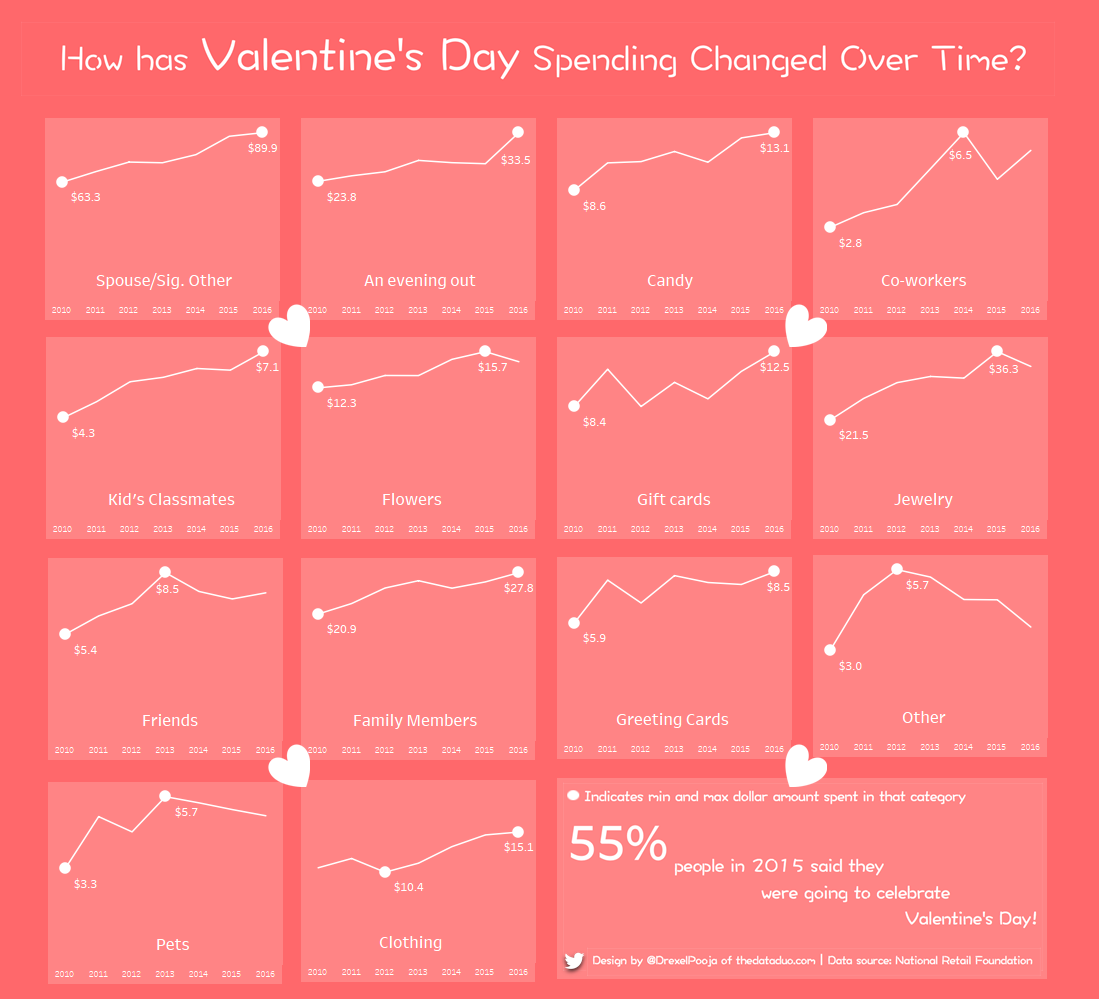 How has Valentine's Day Spending Changed Over Time?
$63.3
$89.9
Spouse/Sig. Other
2010 2011 2012 2013 2014 2015 2016
$23.8
$33.5
An evening out
2010 2011 2012 2013 2014 2015 2016
$8.6
$13.1
Candy
2010 2011 2012 2013 2014 2015 2016
$2.8
$6.5
Co-workers
2010 2011 2012 2013 2014 2015 2016
$4.3
$7.1
Kid's Classmates
2010 2011 2012 2013 2014 2015 2016
$12.3
$15.7
Flowers
2010 2011 2012 2013 2014 2015 2016
$8.4
$12.5
Gift cards
2010 2011 2012 2013 2014 2015 2016
$21.5
$36.3
Jewelry
2010 2011 2012 2013 2014 2015 2016
$5.4
$8.5
Friends
2010 2011 2012 2013 2014 2015 2016
$20.9
$27.8
Family Members
2010 2011 2012 2013 2014 2015 2016
$5.9
$8.5
Greeting Cards
2010 2011 2012 2013 2014 2015 2016
$3.0
$5.7
Other
2010 2011 2012 2013 2014 2015 2016
$3.3
$5.7
Pets
2010 2011 2012 2013 2014 2015 2016
$10.4
$15.1
Clothing
2010 2011 2012 2013 2014 2015 2016
Indicates min and max dollar amount spent in that category
55%
people in 2015 said they
were going to celebrate
Valentine's Day!
Design by @DrexelPooja of thedataduo.com | Data source: National Retail Foundation